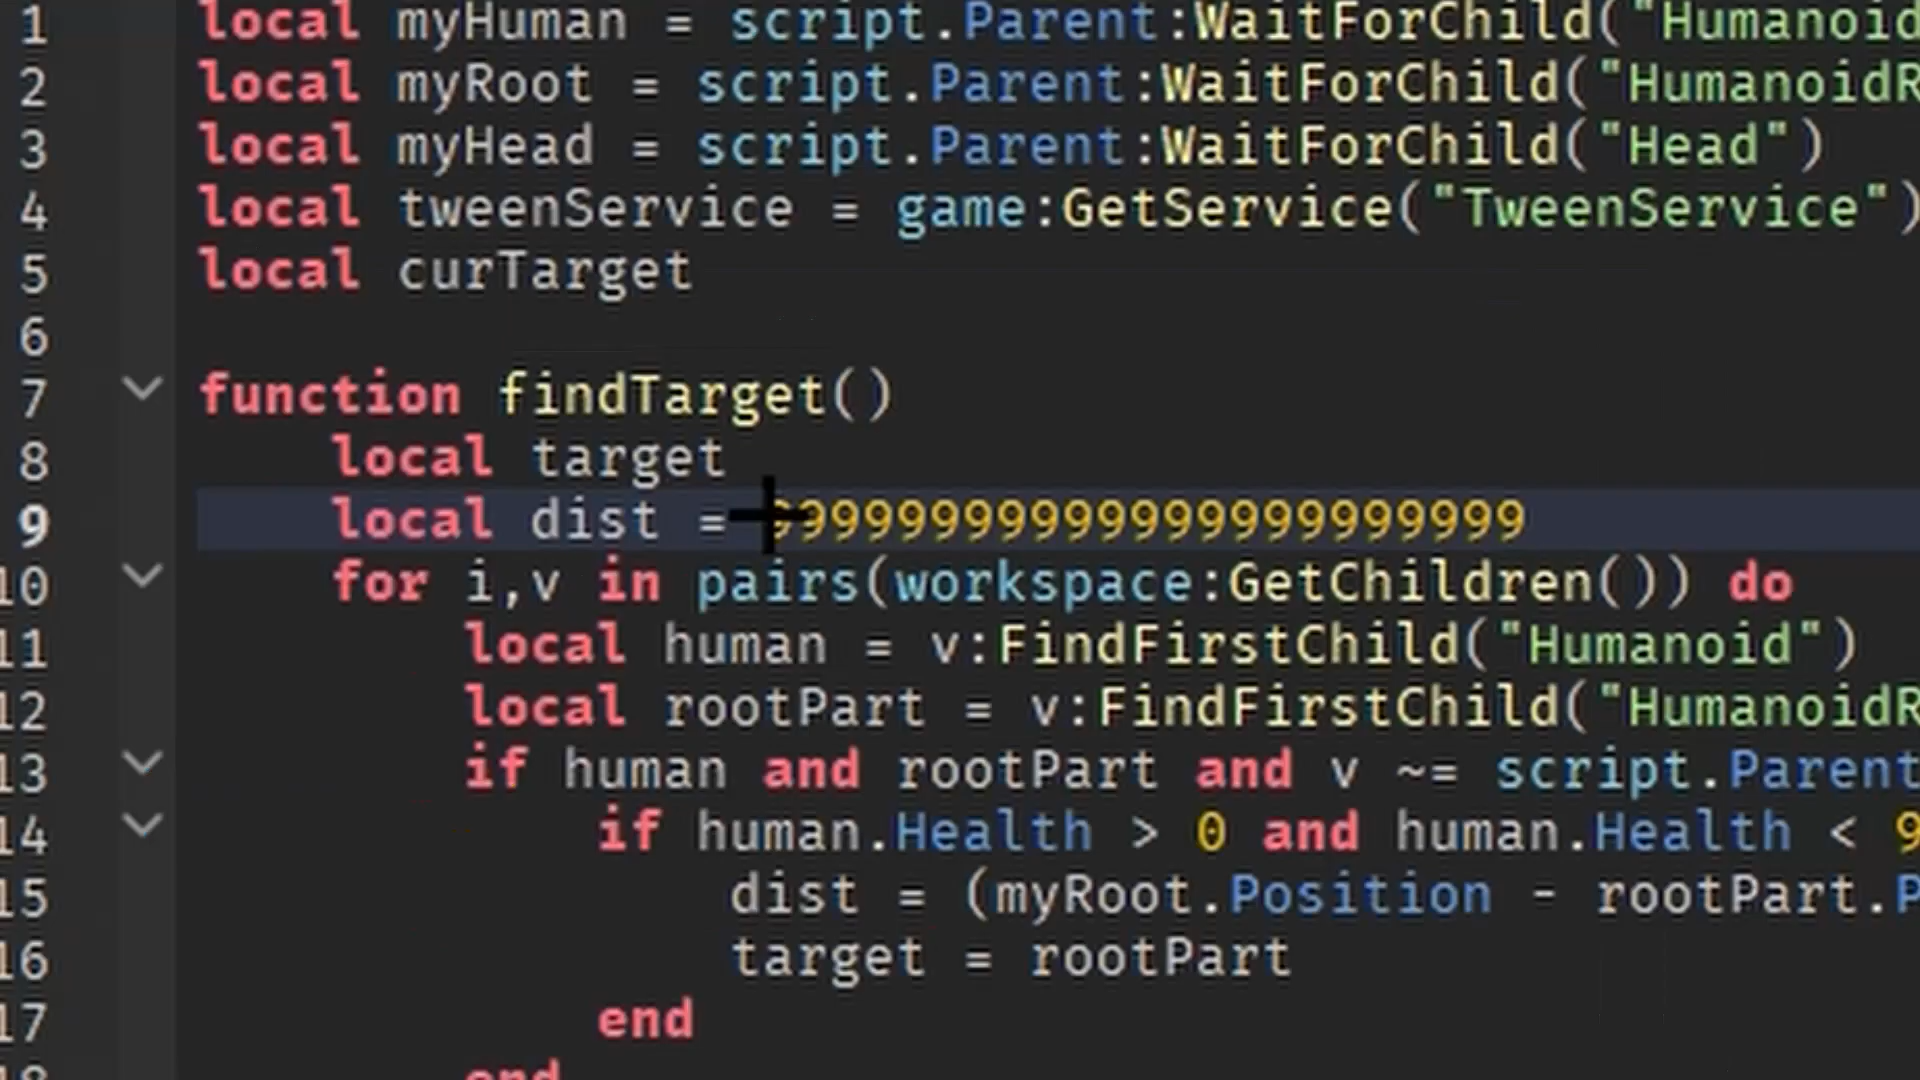 1 local myHuman = script.Parent:WaitForChild("Humanoid
2 local myRoot = script.Parent:WaitForChild("HumanoidR
3 local myHead = script.Parent:WaitForChild("Head")
4 local tweenService = game:GetService("TweenService")
5 local curTarget
6
7 function findTarget()
8 local target
9 local dist = 99999999999999999999999
10 for i,v in pairs(workspace:GetChildren()) do
11 local human = v:FindFirstChild("Humanoid")
12 local rootPart = v:FindFirstChild("HumanoidR
13 if human and rootPart and v ~= script.Parent
14 if human.Health > 0 and human.Health < 9
15 dist = (myRoot.Position - rootPart.P
16 target = rootPart
17 end
18 end